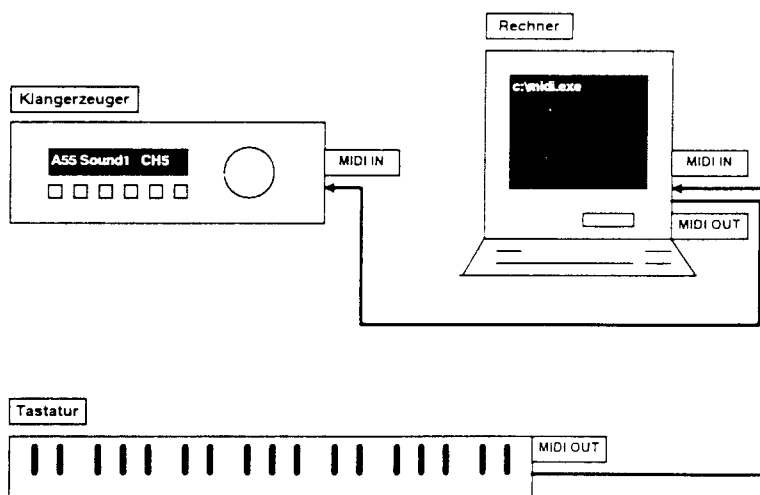 Rechner
Klangerzeuger
c:\midi.exe
A55 Sound1 CH5
MIDI IN
MIDI IN
MIDI OUT
Tastatur
MIDI OUT